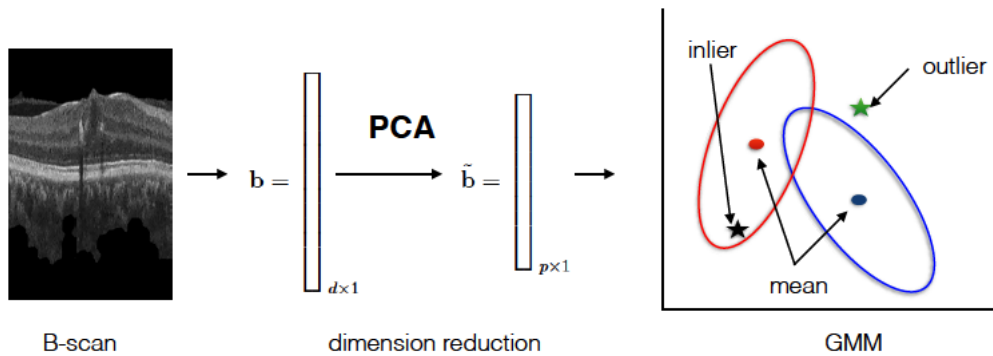 inlier
outlier
PCA
b =
b̃ =
d×1
p×1
mean
B-scan
dimension reduction
GMM